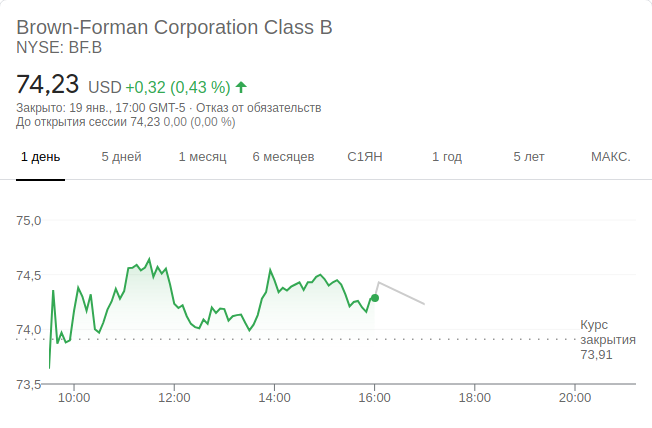 Brown-Forman Corporation Class B
NYSE: BF.B
74,23 USD +0,32 (0,43 %)
Закрыто: 19 янв., 17:00 GMT-5 · Отказ от обязательств
До открытия сессии 74,23 0,00 (0,00 %)
1 день 5 дней 1 месяц 6 месяцев С1ЯН 1 год 5 лет МАКС.
75,0
74,5
74,0
Курс
закрытия
73,91
73,5
10:00 12:00 14:00 16:00 18:00 20:00